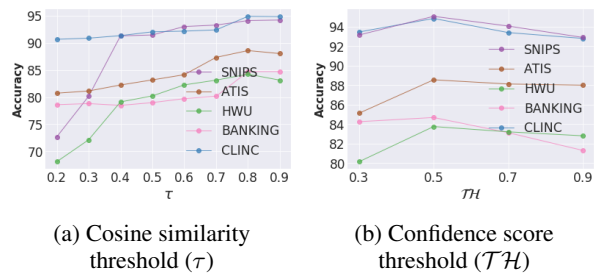 95
90
85
80
75
70
Accuracy
SNIPS
ATIS
HWU
BANKING
CLINC
0.2 0.3 0.4 0.5 0.6 0.7 0.8 0.9
τ
(a) Cosine similarity
threshold (τ)
94
92
90
88
86
84
82
80
Accuracy
SNIPS
ATIS
HWU
BANKING
CLINC
0.3 0.5 0.7 0.9
𝒯ℋ
(b) Confidence score
threshold (𝒯ℋ)